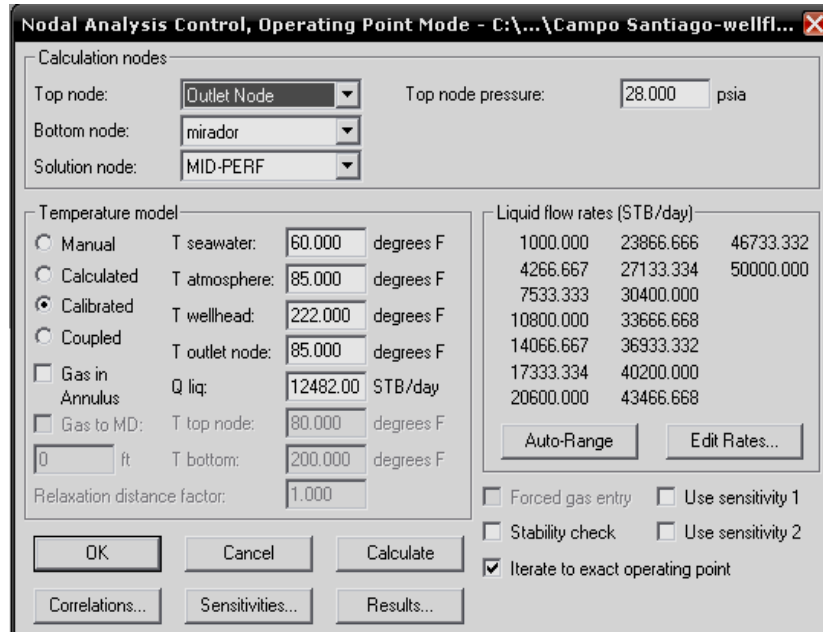 Nodal Analysis Control, Operating Point Mode - C:\...\Campo Santiago-wellfl...
Calculation nodes
Top node: Outlet Node Top node pressure: 28.000 psia
Bottom node: mirador
Solution node: MID-PERF
Temperature model
Manual T seawater: 60.000 degrees F
Calculated T atmosphere: 85.000 degrees F
Calibrated T wellhead: 222.000 degrees F
Coupled T outlet node: 85.000 degrees F
Gas in Annulus Q liq: 12482.00 STB/day
Gas to MD: T top node: 80.000 degrees F
0 ft T bottom: 200.000 degrees F
Relaxation distance factor: 1.000
Liquid flow rates (STB/day)
1000.000 23866.666 46733.332
4266.667 27133.334 50000.000
7533.333 30400.000
10800.000 33666.668
14066.667 36933.332
17333.334 40200.000
20600.000 43466.668
Auto-Range Edit Rates...
Forced gas entry Use sensitivity 1
Stability check Use sensitivity 2
Iterate to exact operating point
OK Cancel Calculate
Correlations... Sensitivities... Results...